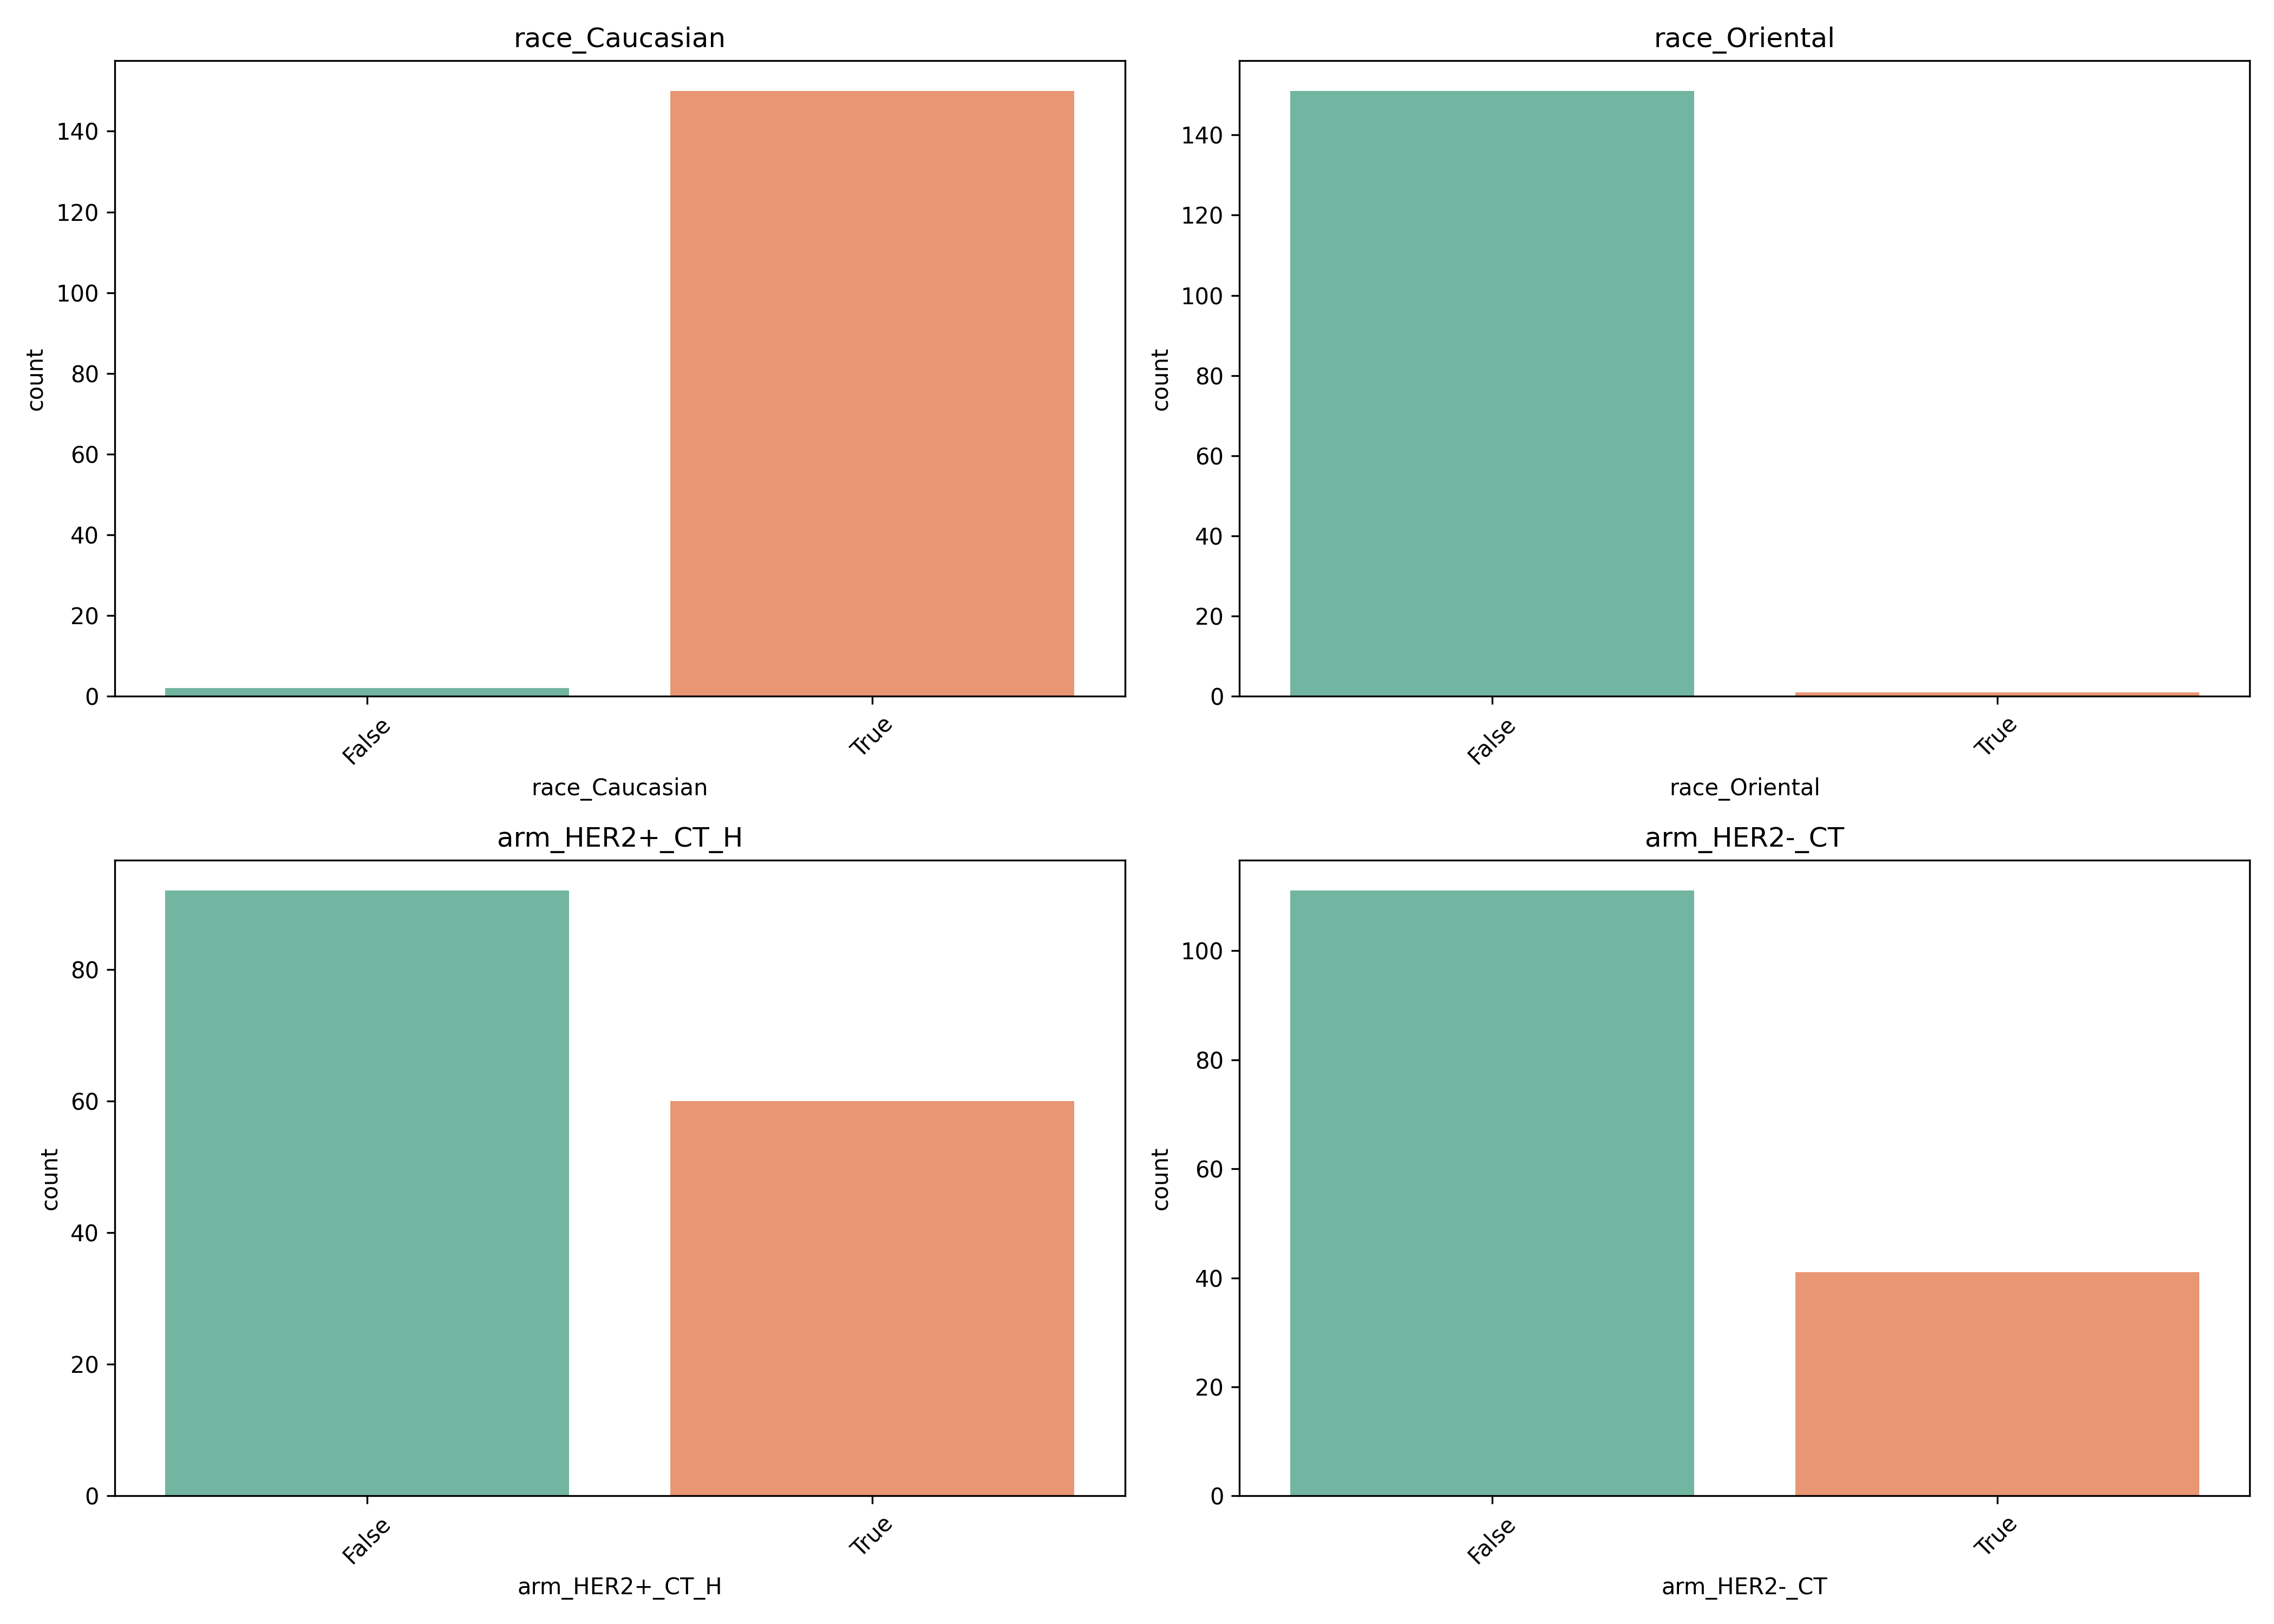 race_Caucasian
count
140
120
100
80
60
40
20
0
False
True
race_Caucasian
race_Oriental
count
140
120
100
80
60
40
20
0
False
True
race_Oriental
arm_HER2+_CT_H
count
80
60
40
20
0
False
True
arm_HER2+_CT_H
arm_HER2-_CT
count
100
80
60
40
20
0
False
True
arm_HER2-_CT